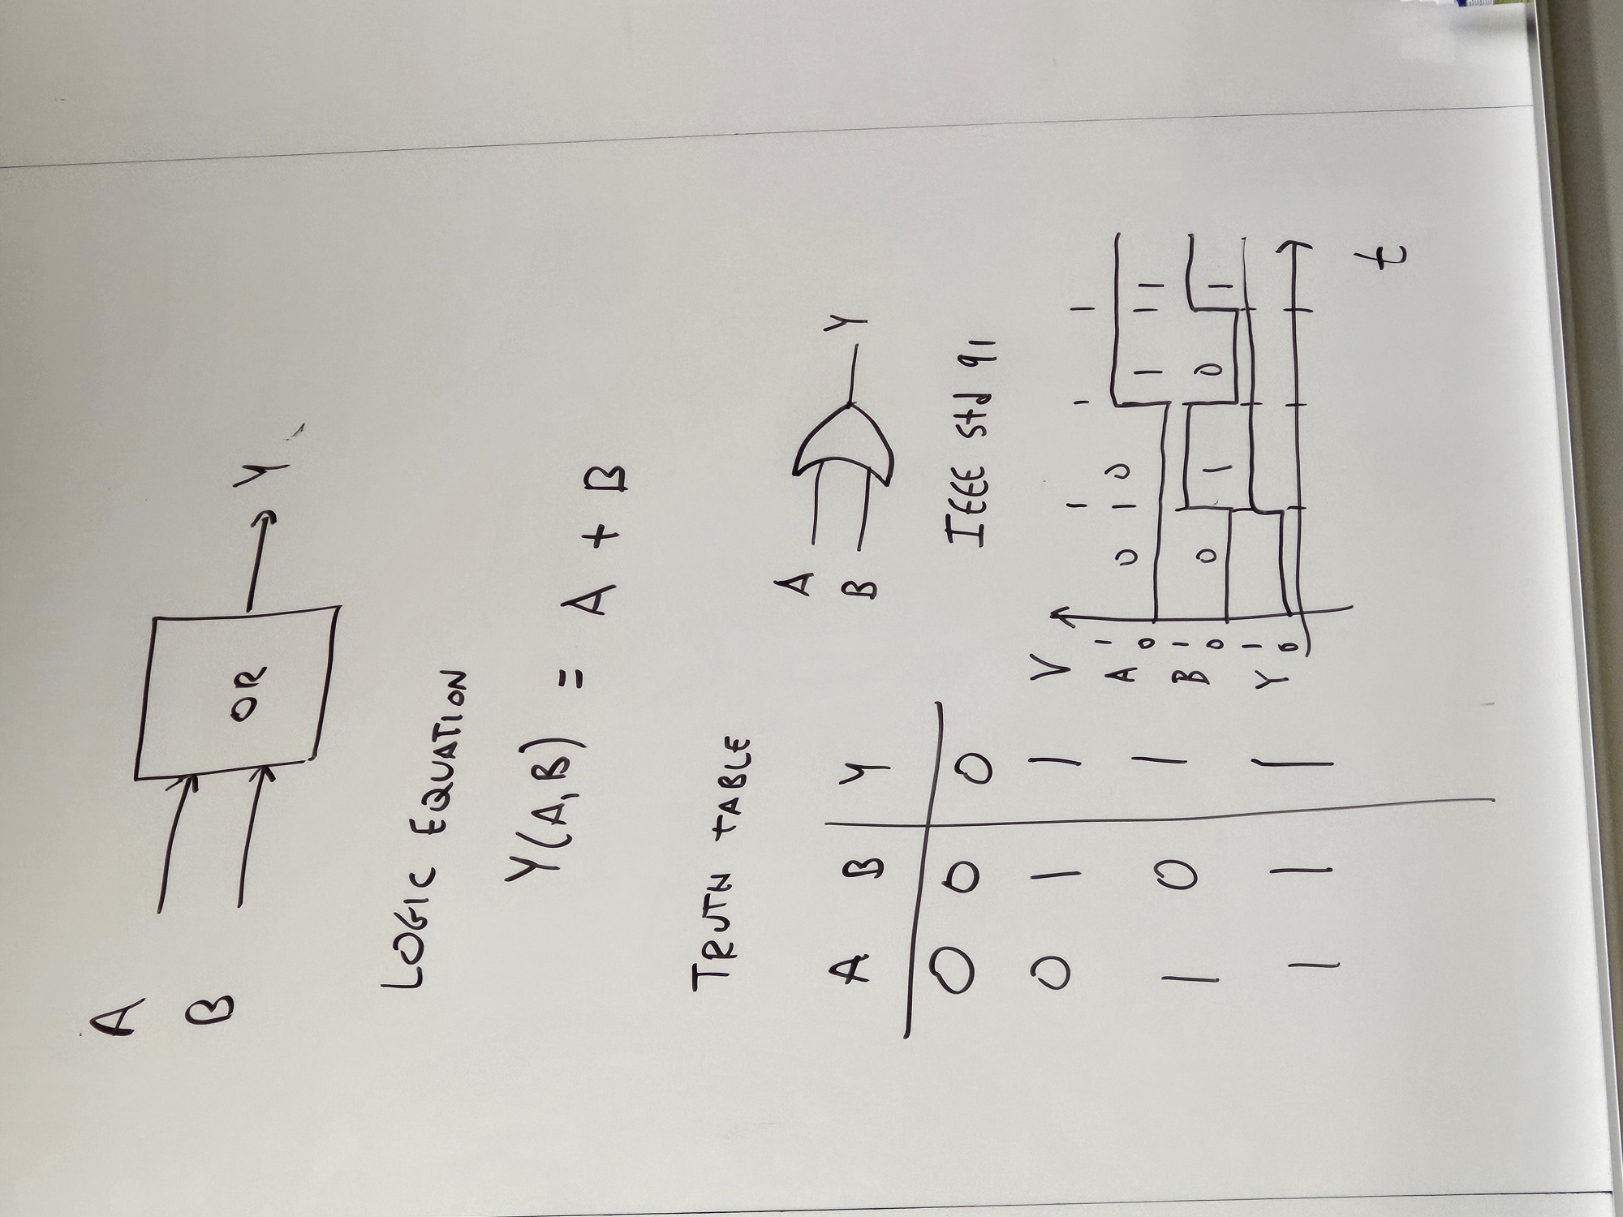 A
B
OR
Y
LOGIC EQUATION
Y(A,B) = A + B
TRUTH TABLE
A
B
Y
IEEE Std 91
A B Y
0 0 0
0 1 1
1 0 1
1 1 1
V
1
A 0 1 0
0 1 1 1
1
B 0 1 0 1
0
1
Y
0
t